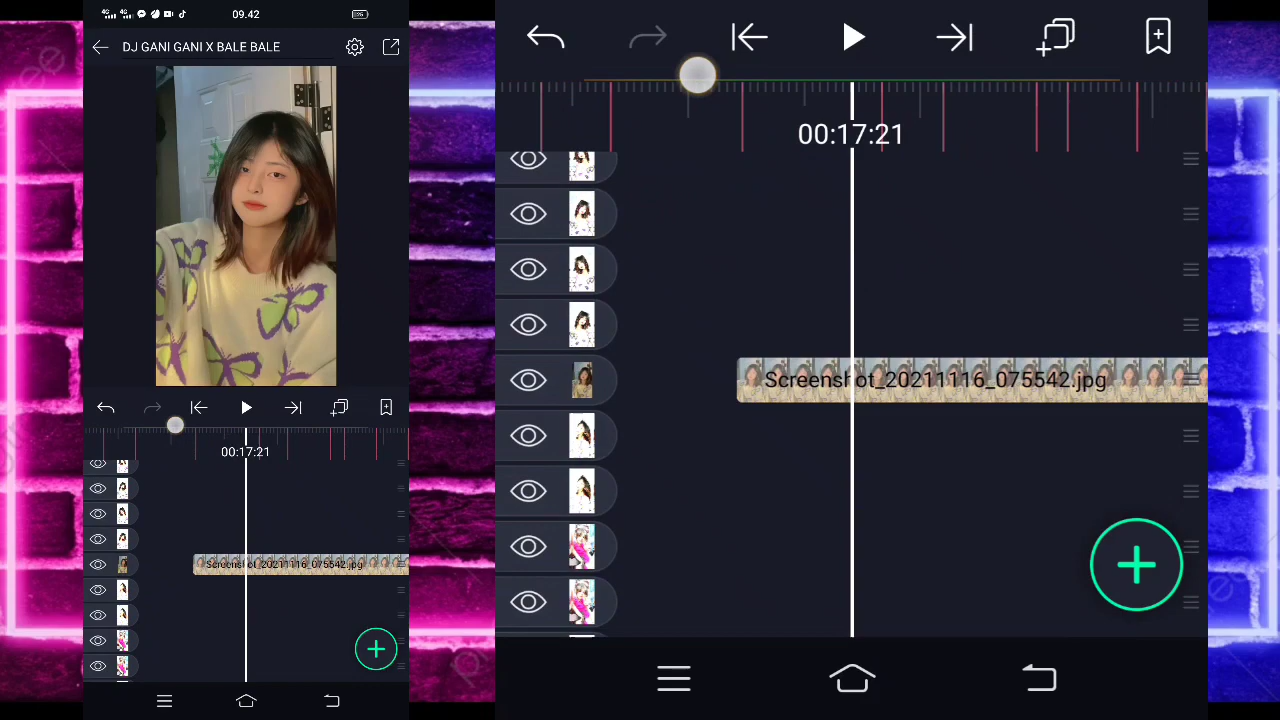 09.42
DJ GANI GANI X BALE BALE
00:17:21
Screenshot_20211116_075542.jpg
00:17:21
Screenshot_20211116_075542.jpg